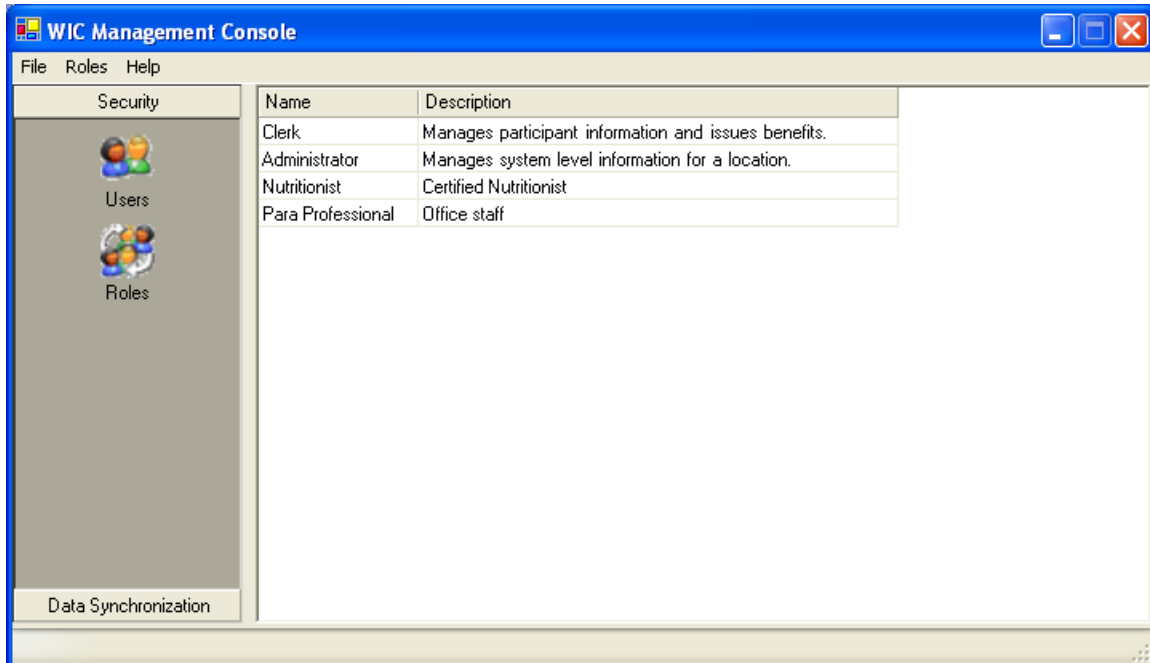 WIC Management Console
File Roles Help
Security
Users
Roles
Data Synchronization
Name Description
Clerk Manages participant information and issues benefits.
Administrator Manages system level information for a location.
Nutritionist Certified Nutritionist
Para Professional Office staff